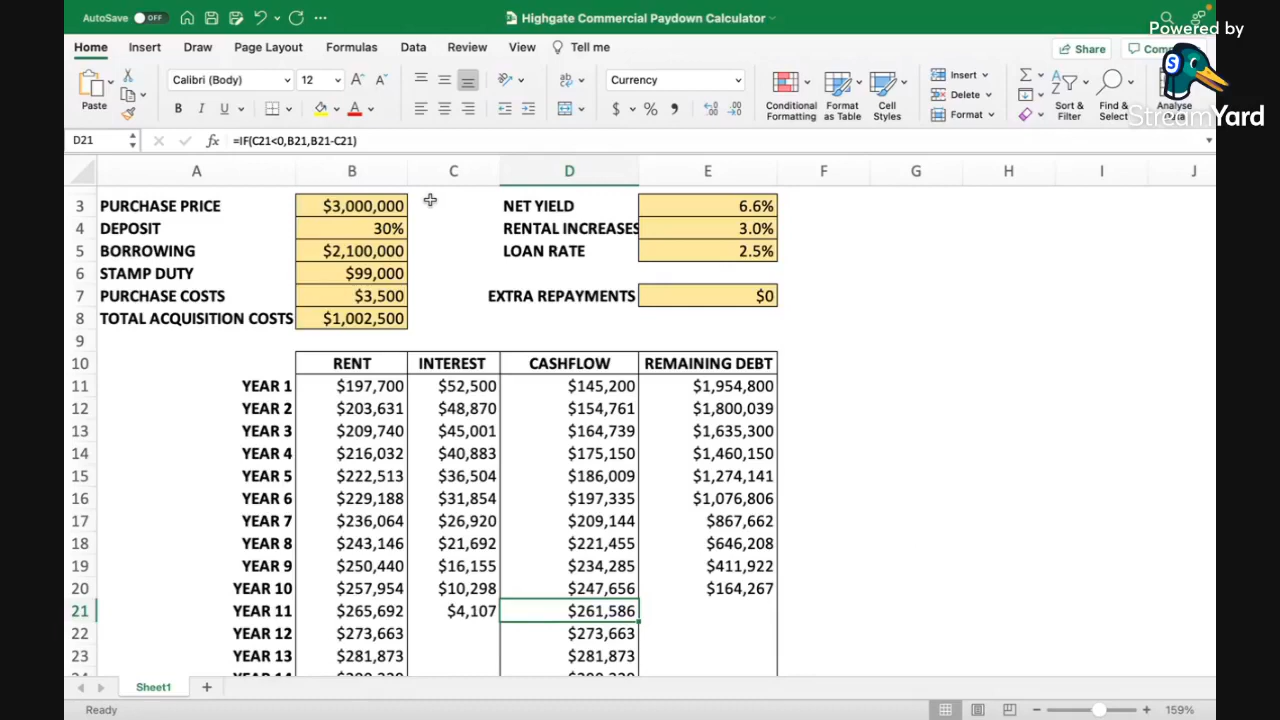 AutoSave OFF Highgate Commercial Paydown Calculator
Powered by
StreamYard
Home Insert Draw Page Layout Formulas Data Review View Tell me Share
Paste Calibri (Body) 12 Currency Conditional Formatting Format as Table Cell Styles Insert Delete Format Sort & Filter Find & Select Analyse Data
D21 fx =IF(C21<0,B21,B21-C21)
A B C D E F G H I J
3 PURCHASE PRICE $3,000,000 NET YIELD 6.6%
4 DEPOSIT 30% RENTAL INCREASES 3.0%
5 BORROWING $2,100,000 LOAN RATE 2.5%
6 STAMP DUTY $99,000
7 PURCHASE COSTS $3,500 EXTRA REPAYMENTS $0
8 TOTAL ACQUISITION COSTS $1,002,500
9
10 RENT INTEREST CASHFLOW REMAINING DEBT
11 YEAR 1 $197,700 $52,500 $145,200 $1,954,800
12 YEAR 2 $203,631 $48,870 $154,761 $1,800,039
13 YEAR 3 $209,740 $45,001 $164,739 $1,635,300
14 YEAR 4 $216,032 $40,883 $175,150 $1,460,150
15 YEAR 5 $222,513 $36,504 $186,009 $1,274,141
16 YEAR 6 $229,188 $31,854 $197,335 $1,076,806
17 YEAR 7 $236,064 $26,920 $209,144 $867,662
18 YEAR 8 $243,146 $21,692 $221,455 $646,208
19 YEAR 9 $250,440 $16,155 $234,285 $411,922
20 YEAR 10 $257,954 $10,298 $247,656 $164,267
21 YEAR 11 $265,692 $4,107 $261,586
22 YEAR 12 $273,663 $273,663
23 YEAR 13 $281,873 $281,873
Sheet1
Ready 159%